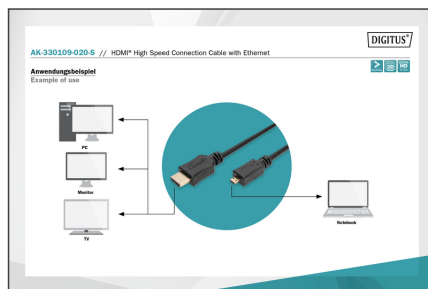 DIGITUS®
AK-330109-020-S // HDMI® High Speed Connection Cable with Ethernet
Anwendungsbeispiel
Example of use
PC
Monitor
TV
Notebook